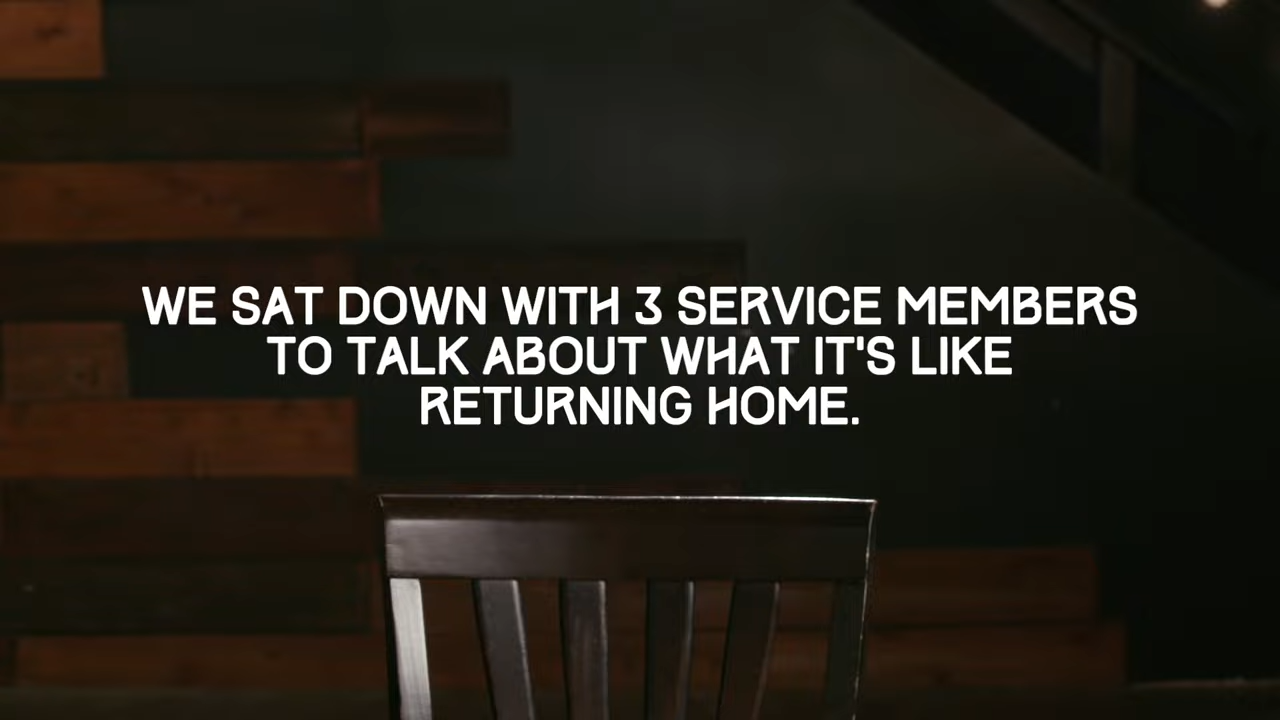 WE SAT DOWN WITH 3 SERVICE MEMBERS
TO TALK ABOUT WHAT IT'S LIKE
RETURNING HOME.